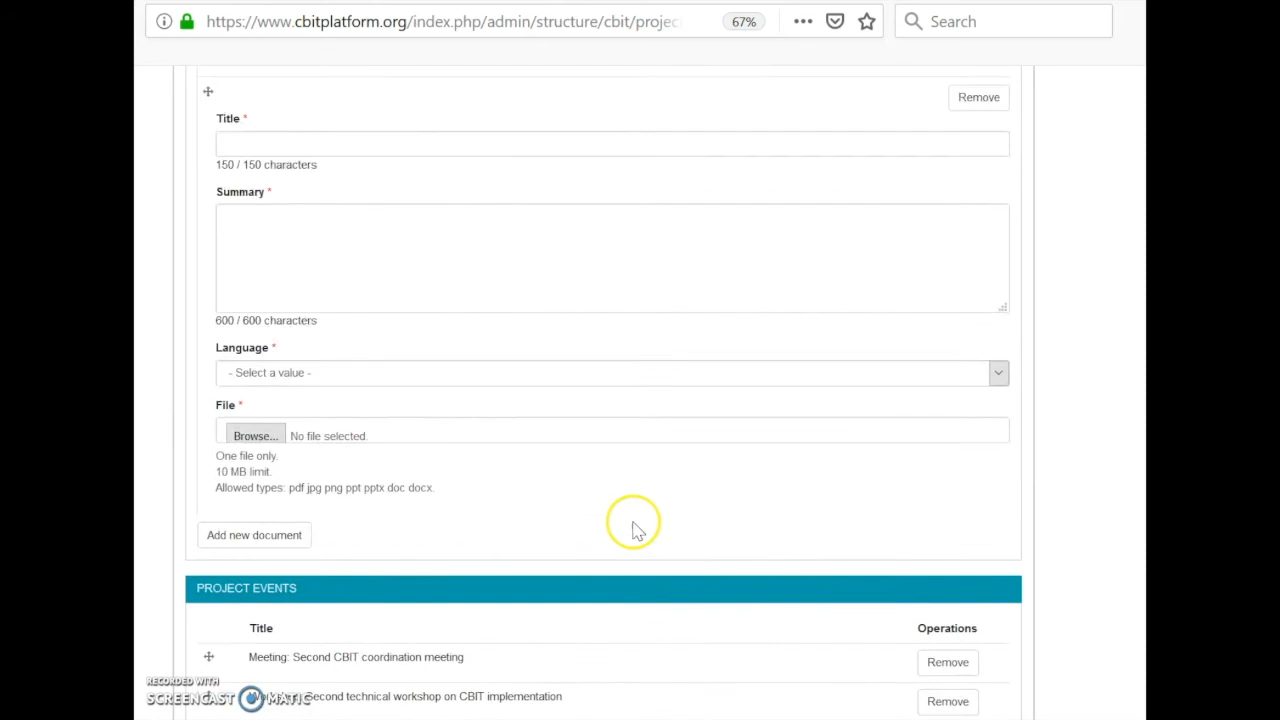 https://www.cbitplatform.org/index.php/admin/structure/cbit/projec
67%
Search
Remove
Title *
150 / 150 characters
Summary *
600 / 600 characters
Language *
- Select a value -
File *
Browse... No file selected.
One file only.
10 MB limit.
Allowed types: pdf jpg png ppt pptx doc docx.
Add new document
PROJECT EVENTS
Title
Operations
Meeting: Second CBIT coordination meeting
Remove
Second technical workshop on CBIT implementation
Remove
RECORDED WITH
SCREENCAST MATIC